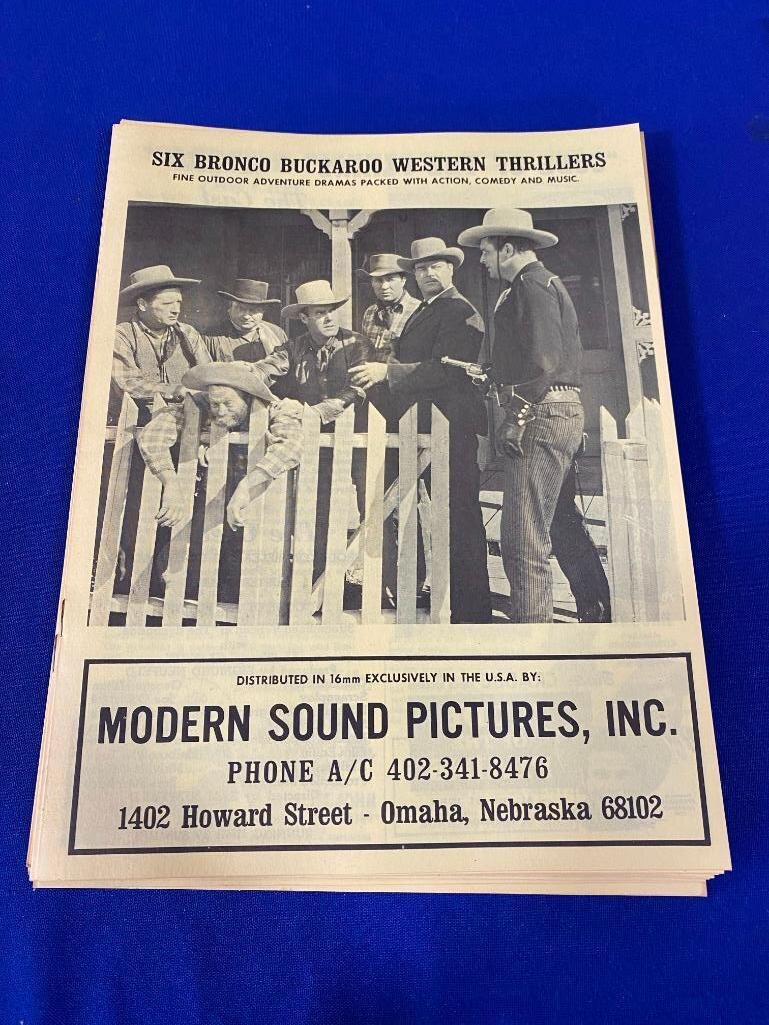 SIX BRONCO BUCKAROO WESTERN THRILLERS
FINE OUTDOOR ADVENTURE DRAMAS PACKED WITH ACTION, COMEDY AND MUSIC.
DISTRIBUTED IN 16mm EXCLUSIVELY IN THE U.S.A. BY:
MODERN SOUND PICTURES, INC.
PHONE A/C 402-341-8476
1402 Howard Street - Omaha, Nebraska 68102